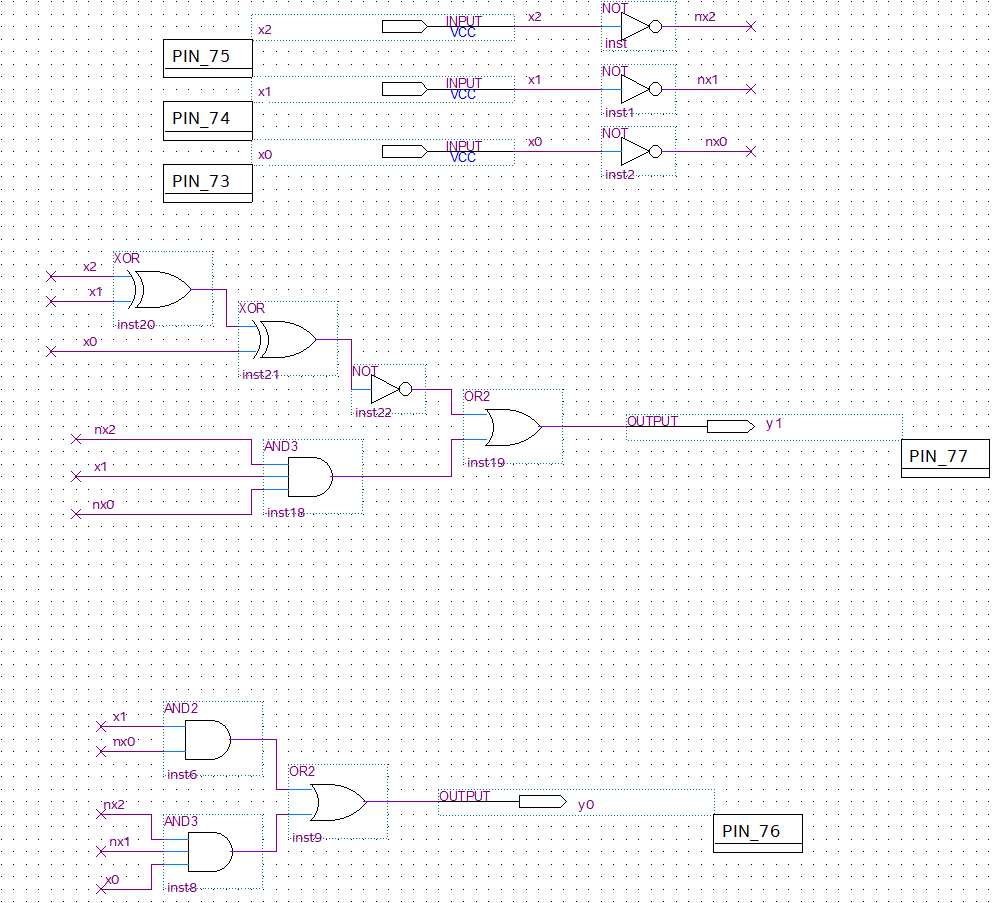 x2
INPUT
VCC
x2
NOT
inst
nx2
PIN_75
x1
INPUT
VCC
x1
NOT
inst1
nx1
PIN_74
x0
INPUT
VCC
x0
NOT
inst2
nx0
PIN_73
x2
x1
XOR
inst20
x0
XOR
inst21
NOT
inst22
nx2
x1
nx0
AND3
inst18
OR2
inst19
OUTPUT
y1
PIN_77
x1
nx0
AND2
inst6
nx2
nx1
x0
AND3
inst8
OR2
inst9
OUTPUT
y0
PIN_76